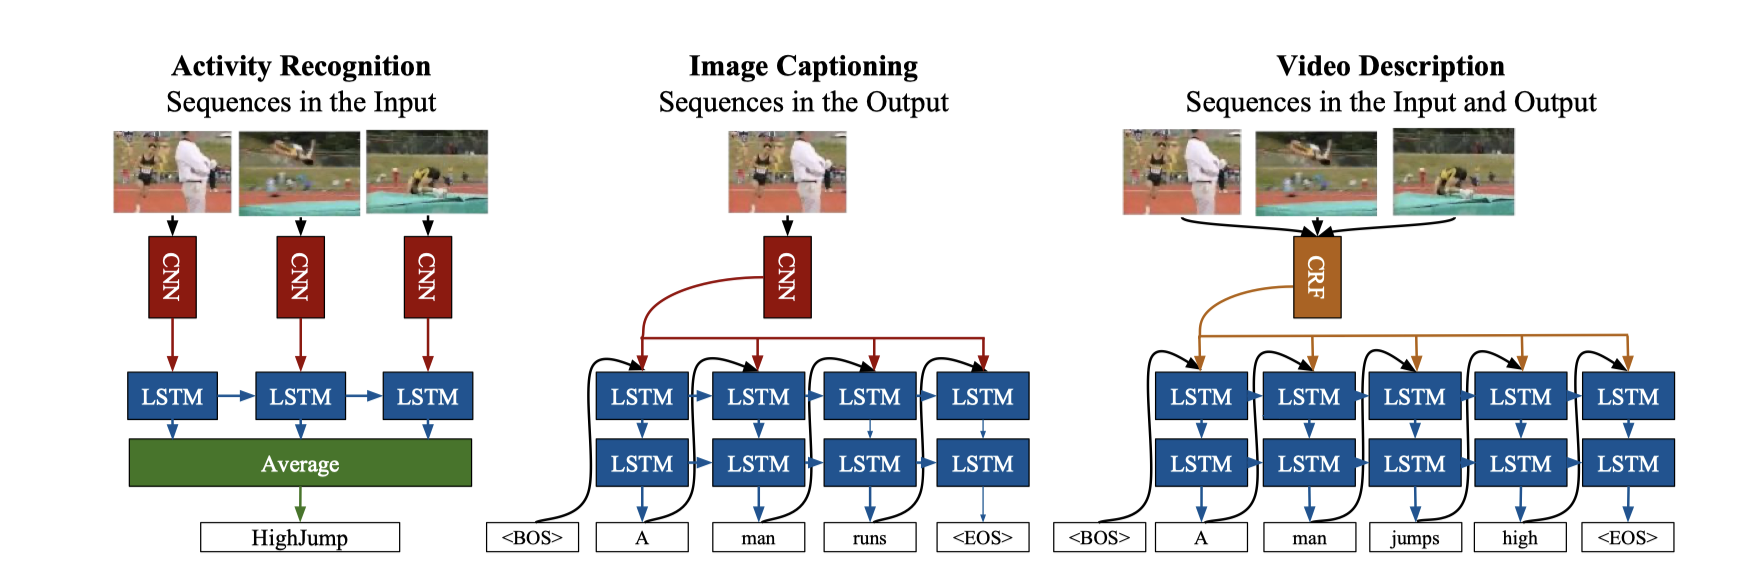 Activity Recognition
Sequences in the Input
CNN CNN CNN
LSTM LSTM LSTM
Average
HighJump
Image Captioning
Sequences in the Output
CNN
LSTM LSTM LSTM LSTM
LSTM LSTM LSTM LSTM
<BOS> A man runs <EOS>
Video Description
Sequences in the Input and Output
CRF
LSTM LSTM LSTM LSTM LSTM
LSTM LSTM LSTM LSTM LSTM
<BOS> A man jumps high <EOS>